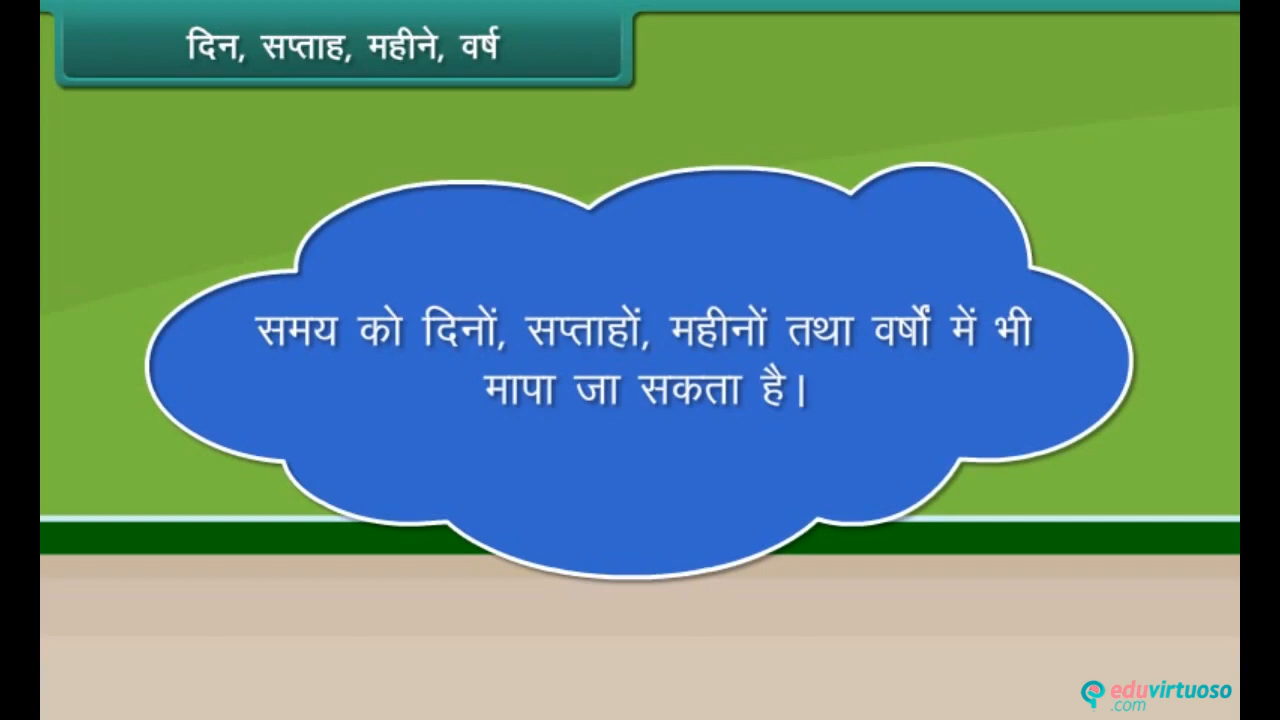 दिन, सप्ताह, महीने, वर्ष
समय को दिनों, सप्ताहों, महीनों तथा वर्षों में भी
मापा जा सकता है।
eduvirtuoso
.com